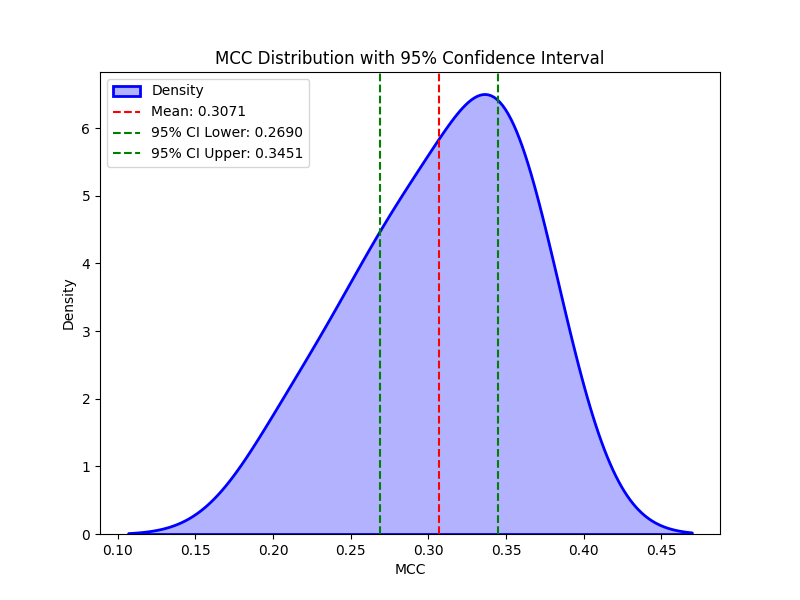 MCC Distribution with 95% Confidence Interval
Density
Mean: 0.3071
95% CI Lower: 0.2690
95% CI Upper: 0.3451
6
5
4
3
2
1
0
Density
0.10 0.15 0.20 0.25 0.30 0.35 0.40 0.45
MCC